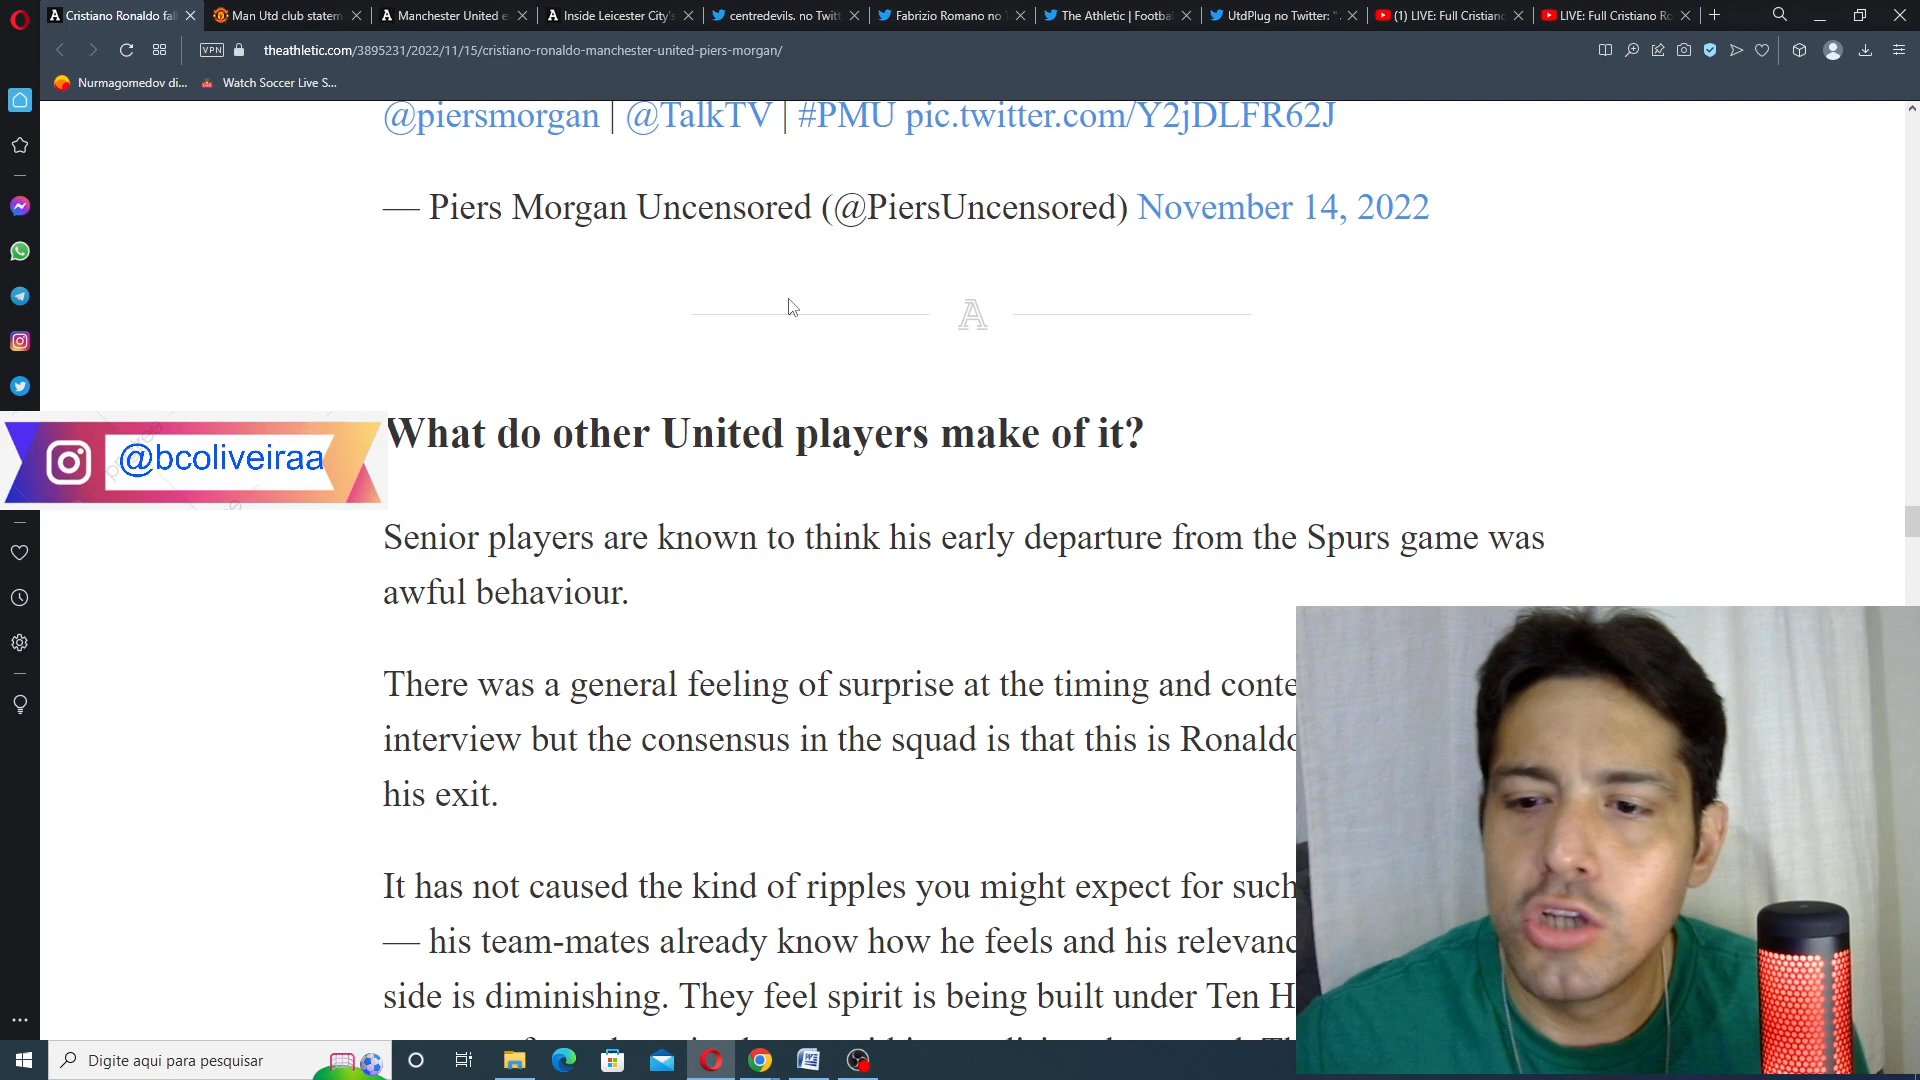 Cristiano Ronaldo fall
Man Utd club statem
Manchester United e
Inside Leicester City's
centredevils. no Twitt
Fabrizio Romano no T
The Athletic | Footbal
UtdPlug no Twitter: "
(1) LIVE: Full Cristiano
LIVE: Full Cristiano Ro
VPN
theathletic.com/3895231/2022/11/15/cristiano-ronaldo-manchester-united-piers-morgan/
Nurmagomedov di...
Watch Soccer Live S...
@piersmorgan | @TalkTV | #PMU pic.twitter.com/Y2jDLFR62J
— Piers Morgan Uncensored (@PiersUncensored) November 14, 2022
A
What do other United players make of it?
@bcoliveiraa
Senior players are known to think his early departure from the Spurs game was
awful behaviour.
There was a general feeling of surprise at the timing and conte
interview but the consensus in the squad is that this is Ronaldo
his exit.
It has not caused the kind of ripples you might expect for such
— his team-mates already know how he feels and his relevanc
side is diminishing. They feel spirit is being built under Ten H
Digite aqui para pesquisar